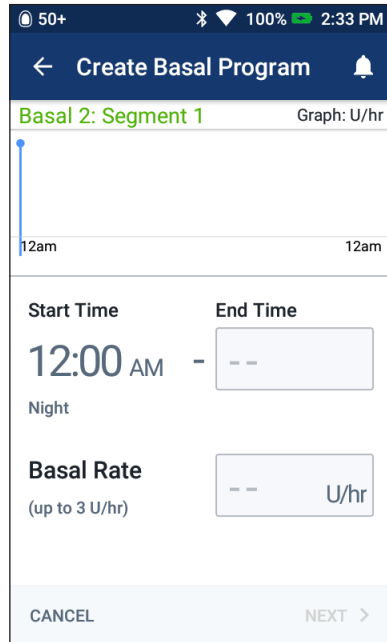 50+ 100% 2:33 PM
Create Basal Program
Basal 2: Segment 1 Graph: U/hr
12am 12am
Start Time End Time
12:00 AM - --
Night
Basal Rate -- U/hr
(up to 3 U/hr)
CANCEL NEXT >